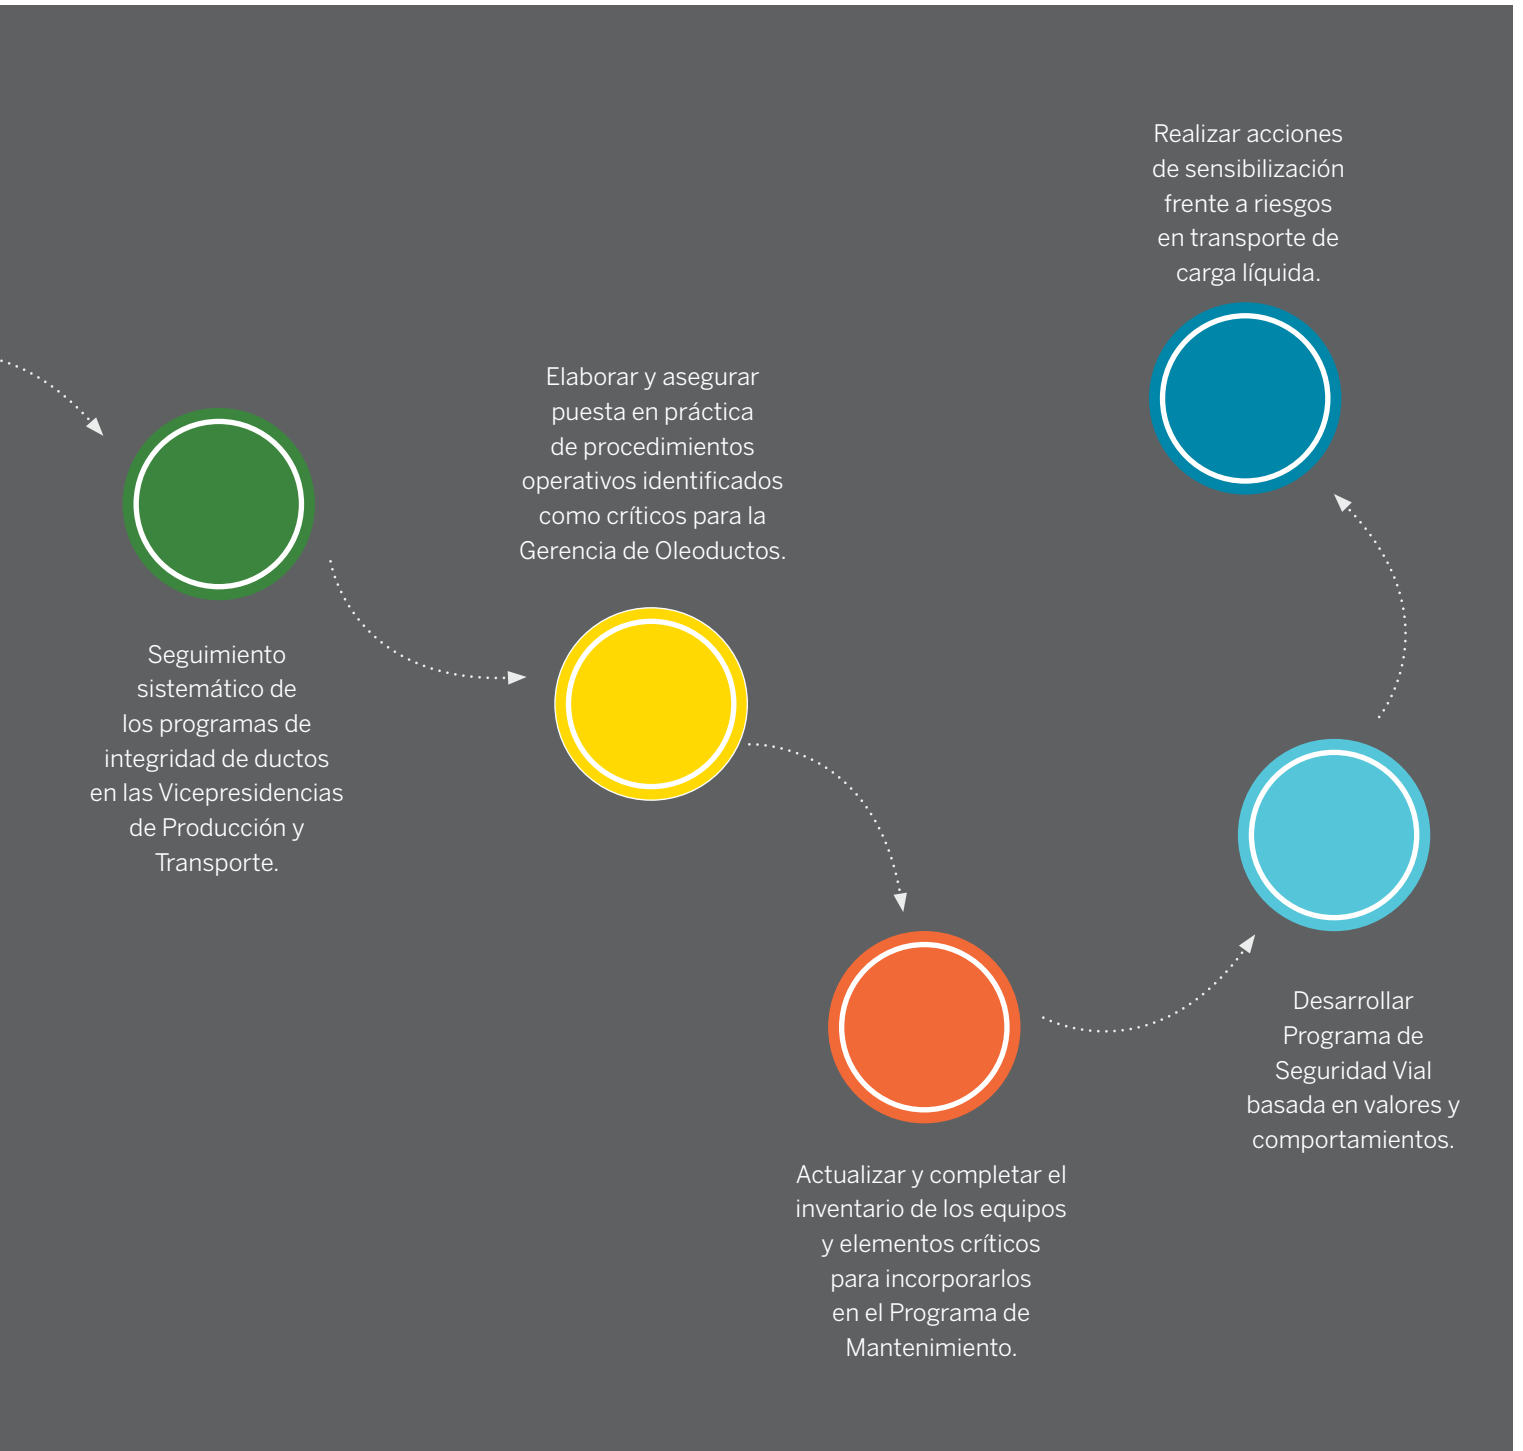 Seguimiento
sistemático de
los programas de
integridad de ductos
en las Vicepresidencias
de Producción y
Transporte.
Elaborar y asegurar
puesta en práctica
de procedimientos
operativos identificados
como críticos para la
Gerencia de Oleoductos.
Actualizar y completar el
inventario de los equipos
y elementos críticos
para incorporarlos
en el Programa de
Mantenimiento.
Desarrollar
Programa de
Seguridad Vial
basada en valores y
comportamientos.
Realizar acciones
de sensibilización
frente a riesgos
en transporte de
carga líquida.